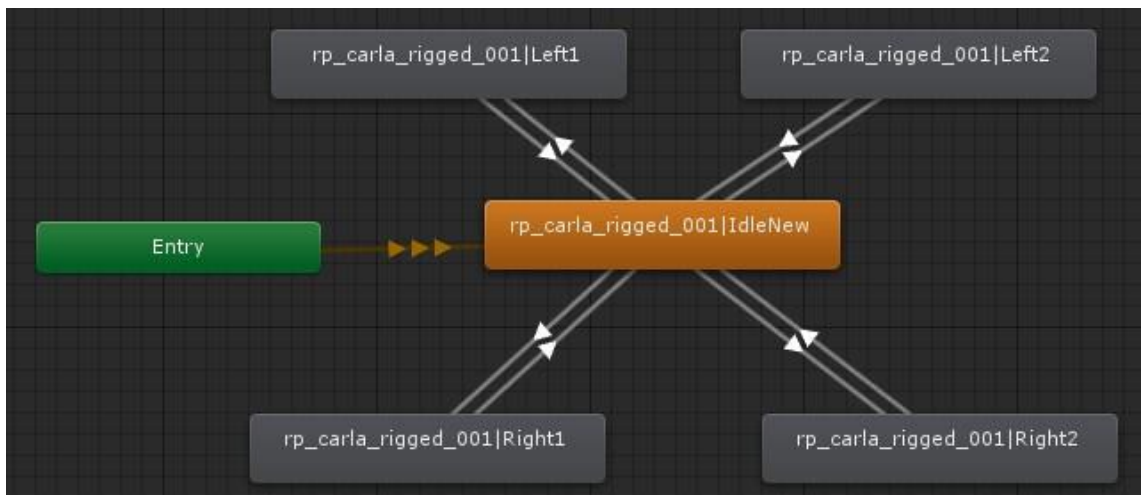 rp_carla_rigged_001|Left1
rp_carla_rigged_001|Left2
Entry
rp_carla_rigged_001|IdleNew
rp_carla_rigged_001|Right1
rp_carla_rigged_001|Right2